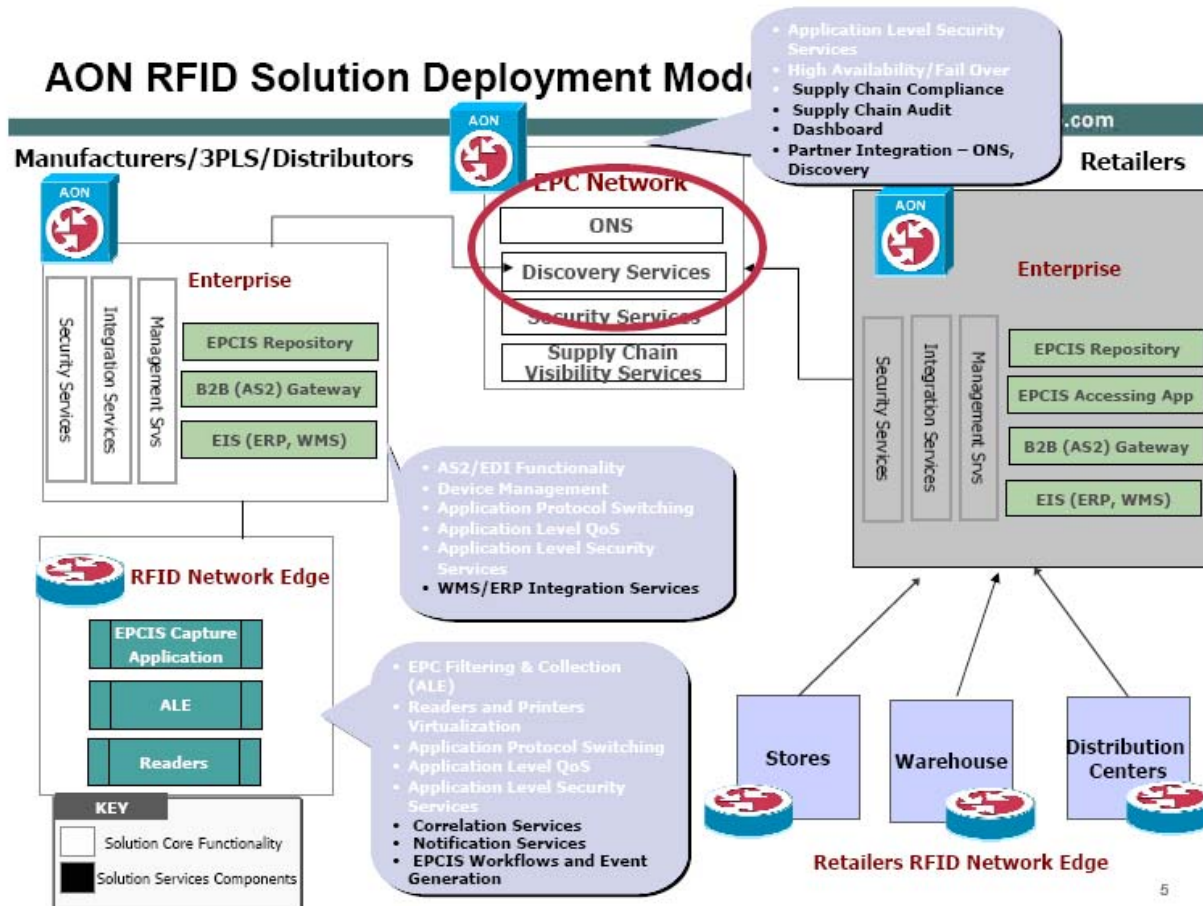 AON RFID Solution Deployment Mode
.com
Manufacturers/3PLS/Distributors
Retailers
AON
• Application Level Security
Services
• High Availability/Fail Over
• Supply Chain Compliance
• Supply Chain Audit
• Dashboard
• Partner Integration – ONS,
Discovery
AON
Enterprise
Security Services
Integration Services
Management Srvs
EPCIS Repository
B2B (AS2) Gateway
EIS (ERP, WMS)
EPC Network
ONS
Discovery Services
Security Services
Supply Chain
Visibility Services
AON
Enterprise
Security Services
Integration Services
Management Srvs
EPCIS Repository
EPCIS Accessing App
B2B (AS2) Gateway
EIS (ERP, WMS)
• AS2/EDI Functionality
• Device Management
• Application Protocol Switching
• Application Level QoS
• Application Level Security
Services
• WMS/ERP Integration Services
RFID Network Edge
EPCIS Capture
Application
ALE
Readers
• EPC Filtering & Collection
(ALE)
• Readers and Printers
Virtualization
• Application Protocol Switching
• Application Level QoS
• Application Level Security
Services
• Correlation Services
• Notification Services
• EPCIS Workflows and Event
Generation
Stores
Warehouse
Distribution
Centers
Retailers RFID Network Edge
KEY
Solution Core Functionality
Solution Services Components
5